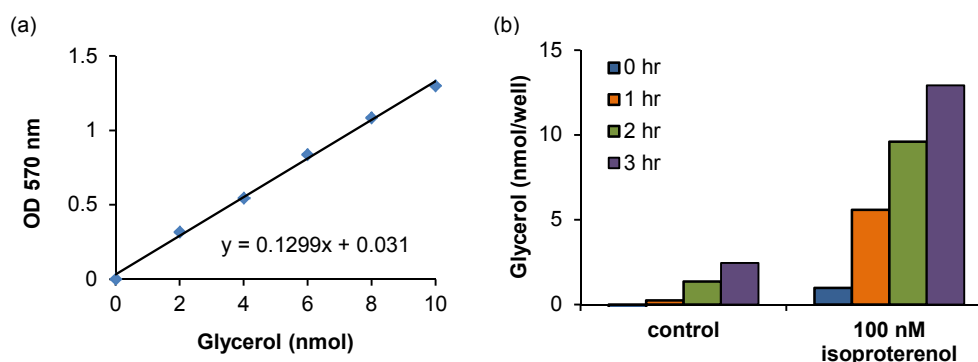 (a)
1.5
1
0.5
0
OD 570 nm
y = 0.1299x + 0.031
0 2 4 6 8 10
Glycerol (nmol)
(b)
15
10
5
0
Glycerol (nmol/well)
0 hr
1 hr
2 hr
3 hr
control
100 nM
isoproterenol